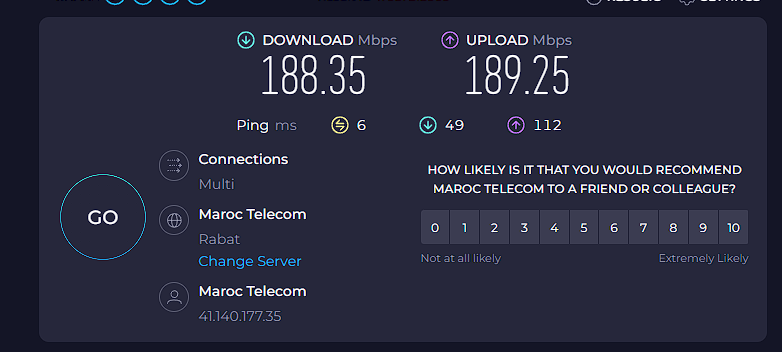 DOWNLOAD Mbps
UPLOAD Mbps
188.35
189.25
Ping ms 6 49 112
GO
Connections
Multi
Maroc Telecom
Rabat
Change Server
Maroc Telecom
41.140.177.35
HOW LIKELY IS IT THAT YOU WOULD RECOMMEND
MAROC TELECOM TO A FRIEND OR COLLEAGUE?
0 1 2 3 4 5 6 7 8 9 10
Not at all likely
Extremely Likely